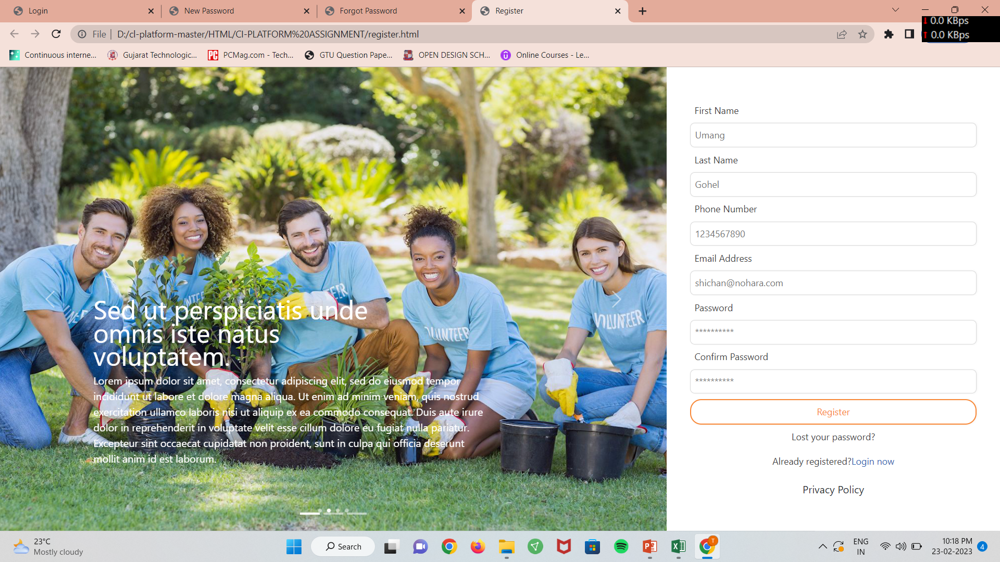 Login
New Password
Forgot Password
Register
File
D:/cl-platform-master/HTML/CI-PLATFORM%20ASSIGNMENT/register.html
0.0 KBps
0.0 KBps
Continuous interne...
Gujarat Technologic...
PC
PCMag.com - Tech...
GTU Question Pape...
OPEN DESIGN SCH...
Online Courses - Le...
VOLUNTEER
VOLUNTEER
Sed ut perspiciatis unde
omnis iste natus
voluptatem.
Lorem ipsum dolor sit amet, consectetur adipiscing elit, sed do eiusmod tempor
incididunt ut labore et dolore magna aliqua. Ut enim ad minim veniam, quis nostrud
exercitation ullamco laboris nisi ut aliquip ex ea commodo consequat. Duis aute irure
dolor in reprehenderit in voluptate velit esse cillum dolore eu fugiat nulla pariatur.
Excepteur sint occaecat cupidatat non proident, sunt in culpa qui officia deserunt
mollit anim id est laborum.
First Name
Umang
Last Name
Gohel
Phone Number
1234567890
Email Address
shichan@nohara.com
Password
**********
Confirm Password
**********
Register
Lost your password?
Already registered?Login now
Privacy Policy
23°C
Mostly cloudy
Search
T
ENG
IN
10:18 PM
23-02-2023
4